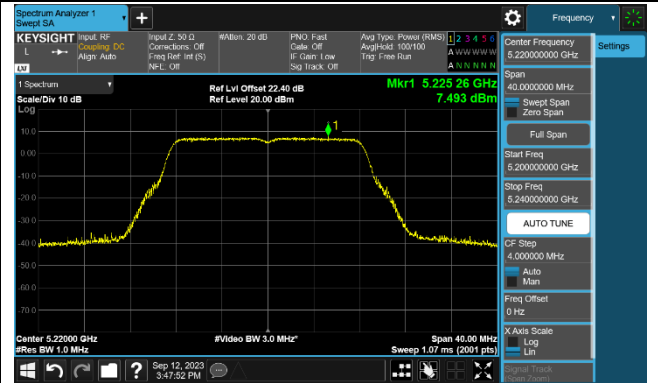 Spectrum Analyzer 1
Swept SA
Frequency
KEYSIGHT
L
LXI
Input: RF
Coupling: DC
Align: Auto
Input Z: 50 Ω
Corrections: Off
Freq Ref: Int (S)
NFE: Off
#Atten: 20 dB
PNO: Fast
Gate: Off
IF Gain: Low
Sig Track: Off
Avg Type: Power (RMS)
Avg|Hold: 100/100
Trig: Free Run
1 2 3 4 5 6
A W W W W W
A N N N N N
1 Spectrum
Scale/Div 10 dB
Log
Ref Lvl Offset 22.40 dB
Ref Level 20.00 dBm
Mkr1 5.225 26 GHz
7.493 dBm
1
10.0
0.00
-10.0
-20.0
-30.0
-40.0
-50.0
-60.0
-70.0
Center 5.22000 GHz
#Res BW 1.0 MHz
#Video BW 3.0 MHz*
Span 40.00 MHz
Sweep 1.07 ms (2001 pts)
Sep 12, 2023
3:47:52 PM
Center Frequency
5.220000000 GHz
Settings
Span
40.0000000 MHz
Swept Span
Zero Span
Full Span
Start Freq
5.200000000 GHz
Stop Freq
5.240000000 GHz
AUTO TUNE
CF Step
4.000000 MHz
Auto
Man
Freq Offset
0 Hz
X Axis Scale
Log
Lin
Signal Track
(Span Zoom)